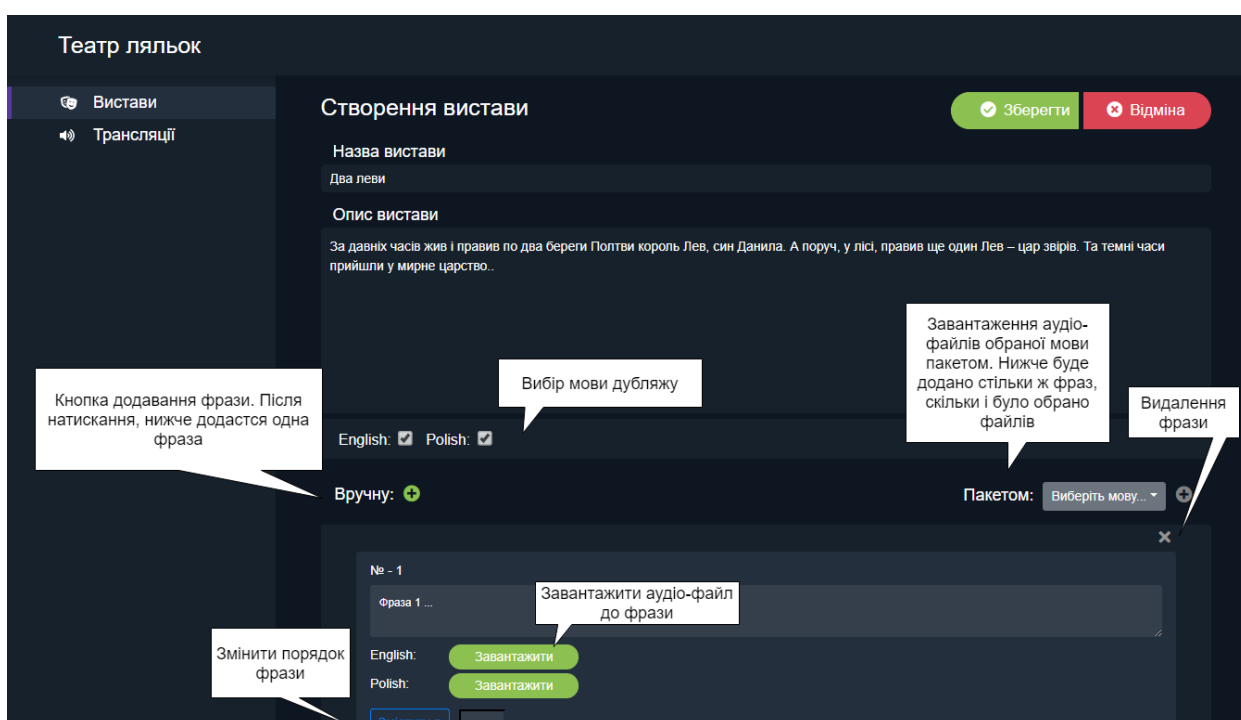 Театр ляльок
Вистави
Трансляції
Створення вистави
Зберегти
Відміна
Назва вистави
Два леви
Опис вистави
За давніх часів жив і правив по два береги Полтви король Лев, син Данила. А поруч, у лісі, правив ще один Лев – цар звірів. Та темні часи
прийшли у мирне царство..
Завантаження аудіо-
файлів обраної мови
пакетом. Нижче буде
додано стільки ж фраз,
скільки і було обрано
файлів
Вибір мови дубляжу
Кнопка додавання фрази. Після
натискання, нижче додастся одна
фраза
Видалення
фрази
English: Polish:
Вручну:
Пакетом: Виберіть мову...
№ - 1
Фраза 1 ...
Завантажити аудіо-файл
до фрази
Змінити порядок
фрази
English: Завантажити
Polish: Завантажити